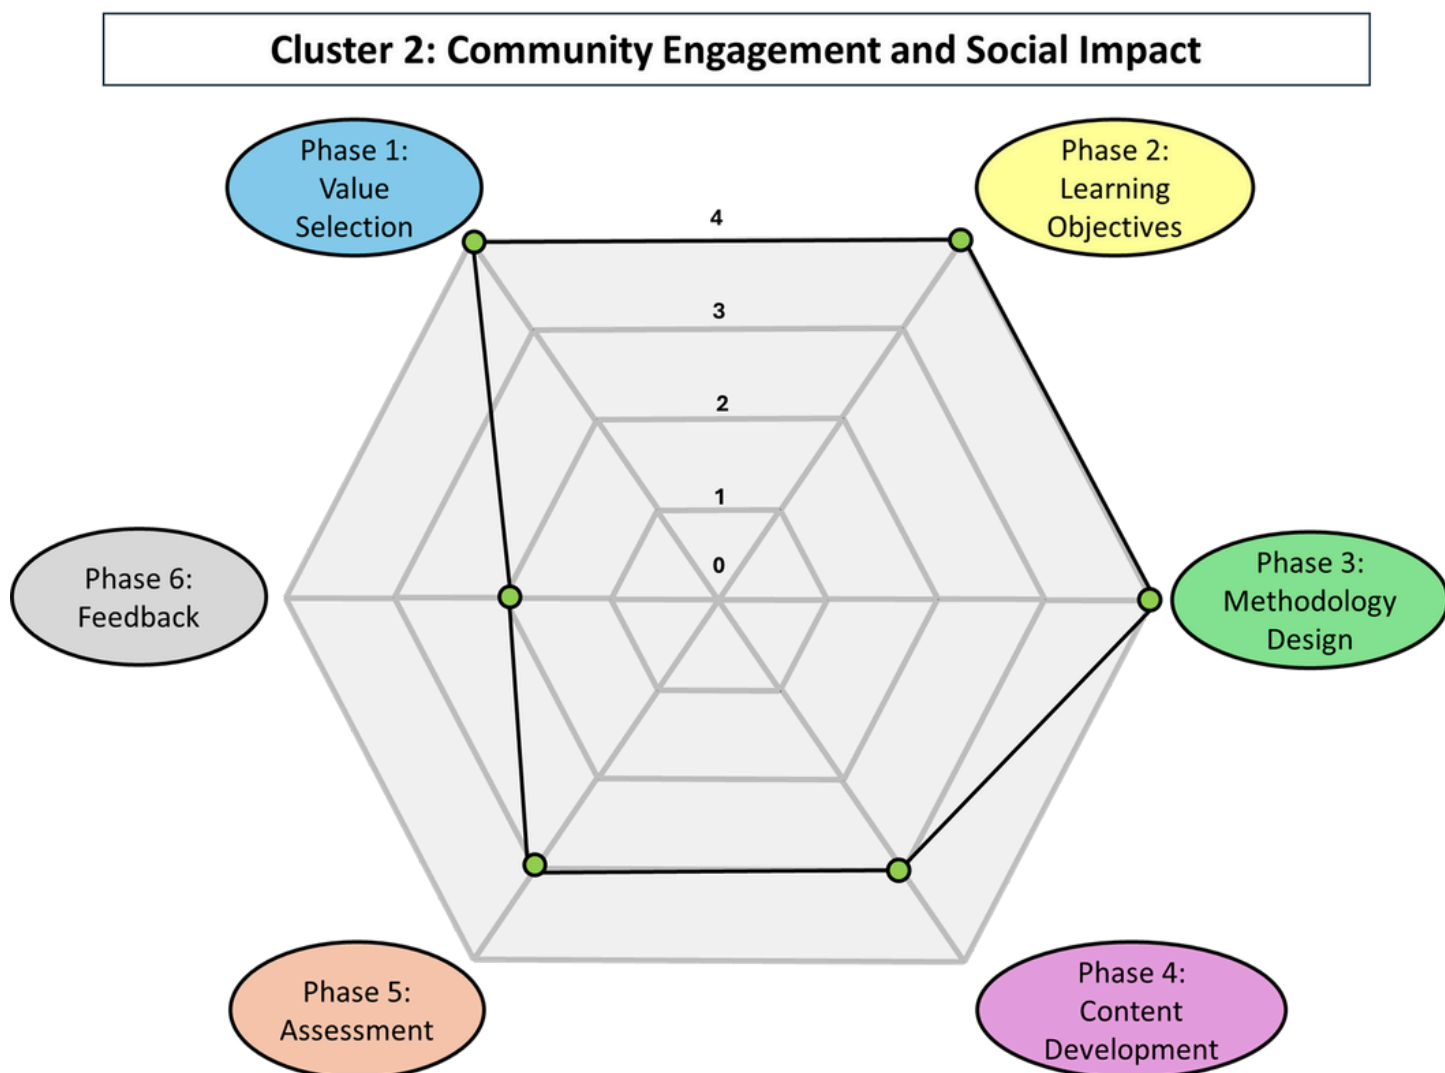 Cluster 2: Community Engagement and Social Impact
Phase 1:
Value
Selection
Phase 2:
Learning
Objectives
4
3
2
1
0
Phase 6:
Feedback
Phase 3:
Methodology
Design
Phase 5:
Assessment
Phase 4:
Content
Development